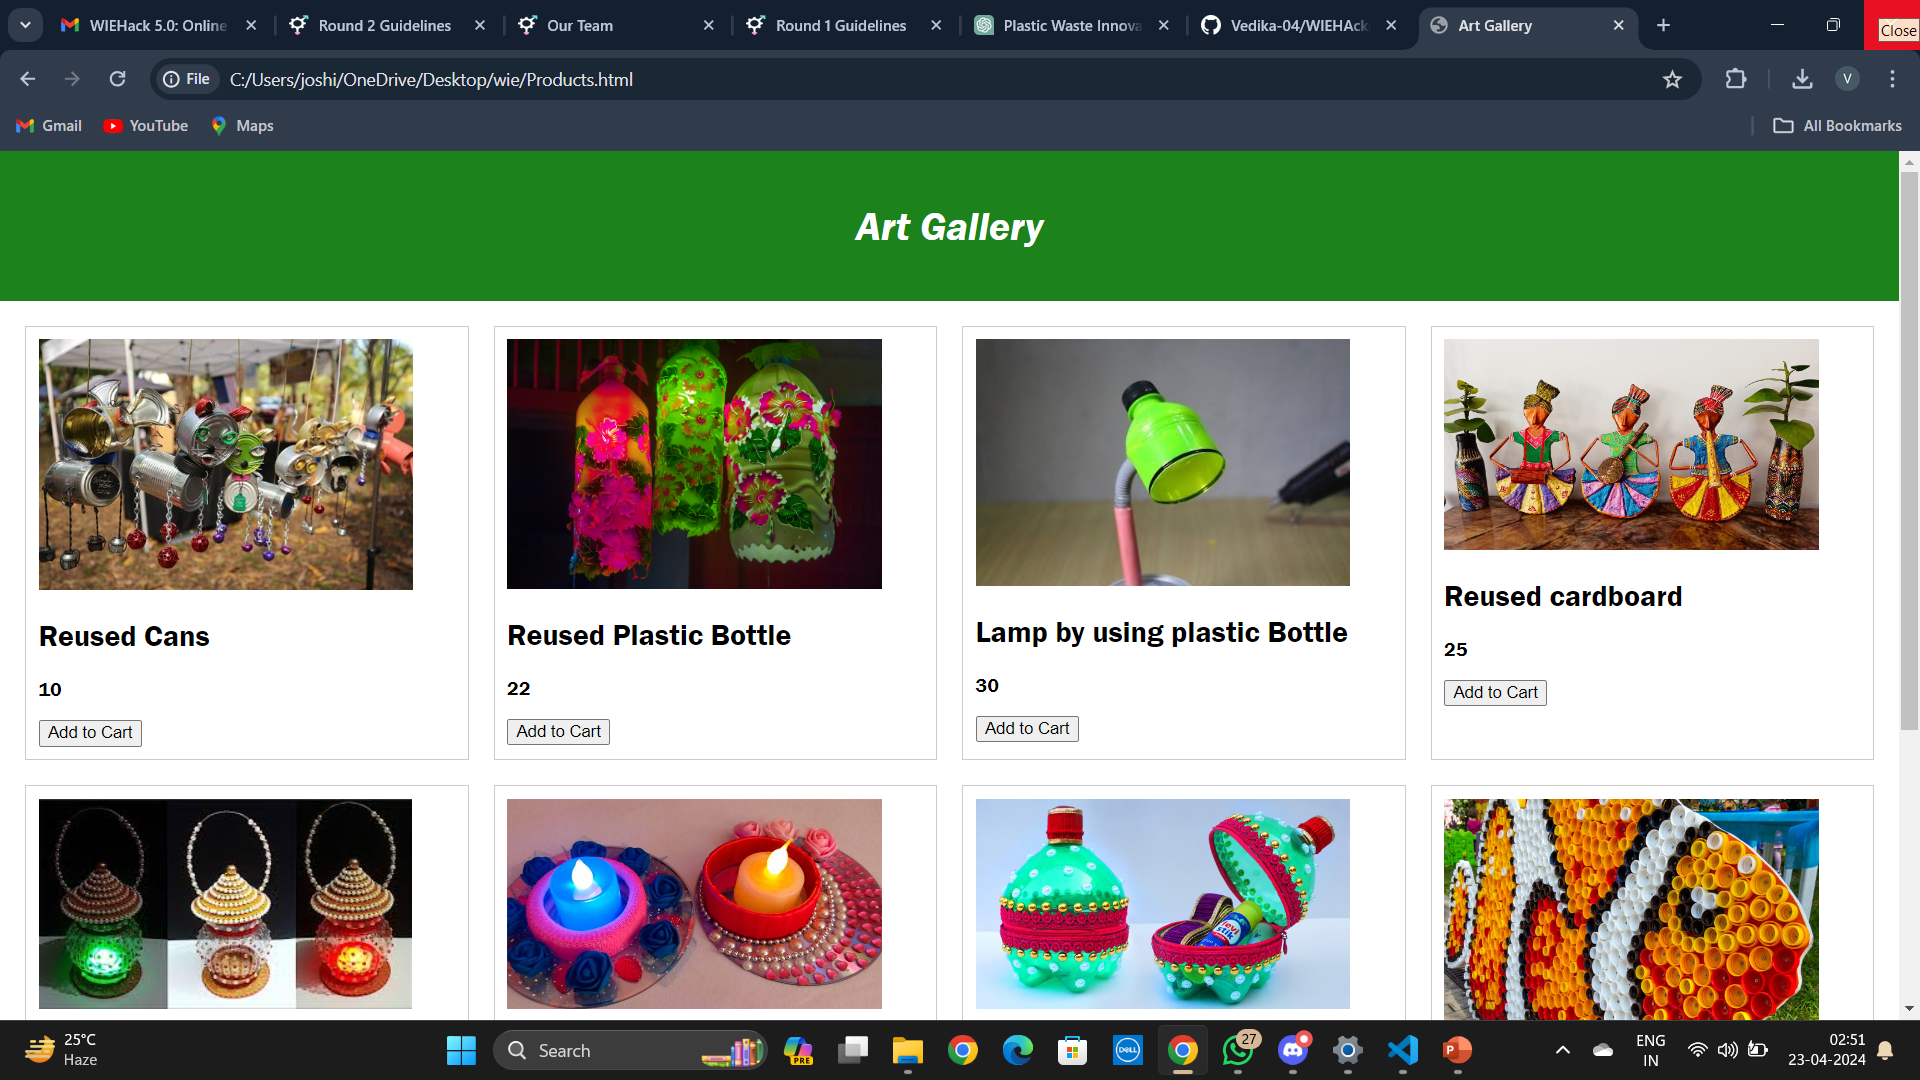 WIEHack 5.0: Online
Round 2 Guidelines
Our Team
Round 1 Guidelines
Plastic Waste Innova
Vedika-04/WIEHAck
Art Gallery
Close
File
C:/Users/joshi/OneDrive/Desktop/wie/Products.html
V
Gmail
YouTube
Maps
All Bookmarks
Art Gallery
Reused Cans
10
Add to Cart
Reused Plastic Bottle
22
Add to Cart
Lamp by using plastic Bottle
30
Add to Cart
Reused cardboard
25
Add to Cart
25°C
Haze
Search
PRE
DELL
27
P
ENG
IN
02:51
23-04-2024